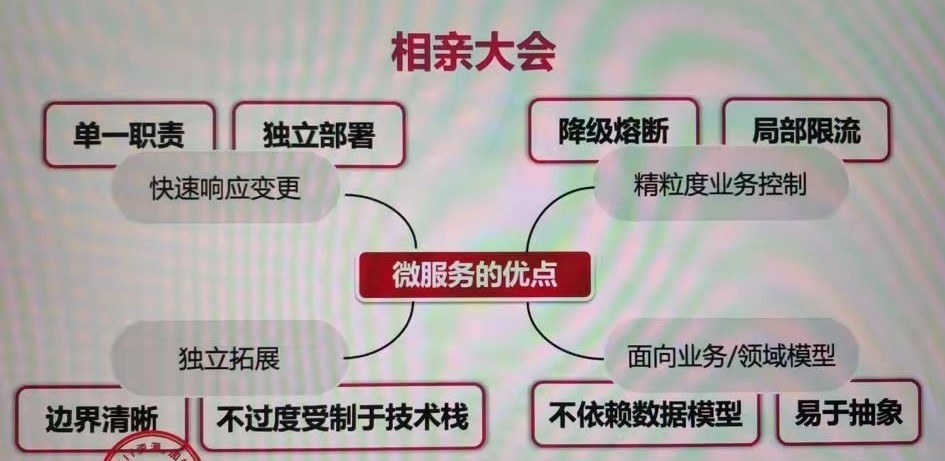 相亲大会
单一职责 独立部署 降级熔断 局部限流
快速响应变更 精粒度业务控制
微服务的优点
独立拓展 面向业务/领域模型
边界清晰 不过度受制于技术栈 不依赖数据模型 易于抽象